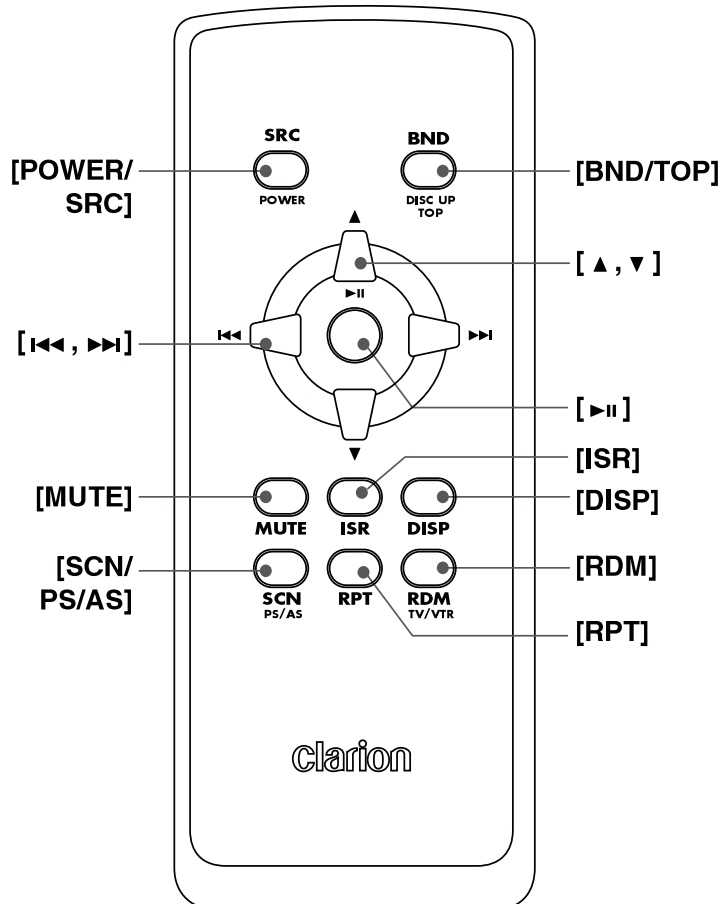 SRC
BND
[POWER/
SRC]
[BND/TOP]
POWER
DISC UP
TOP
▲
[ ▲ , ▼ ]
►II
[ I◄◄ , ►►I ]
I◄◄
►►I
[ ►II ]
▼
[ISR]
[MUTE]
[DISP]
MUTE
ISR
DISP
[SCN/
PS/AS]
[RDM]
SCN
PS/AS
RPT
RDM
TV/VTR
[RPT]
clarion